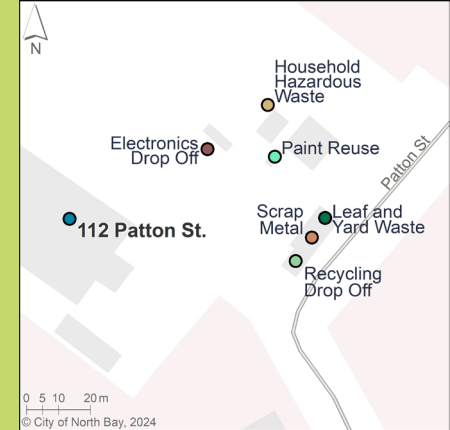 N
Household
Hazardous
Waste
Electronics
Drop Off
Paint Reuse
Patton St
Scrap
Metal
Leaf and
Yard Waste
112 Patton St.
Recycling
Drop Off
0 5 10 20 m
© City of North Bay, 2024